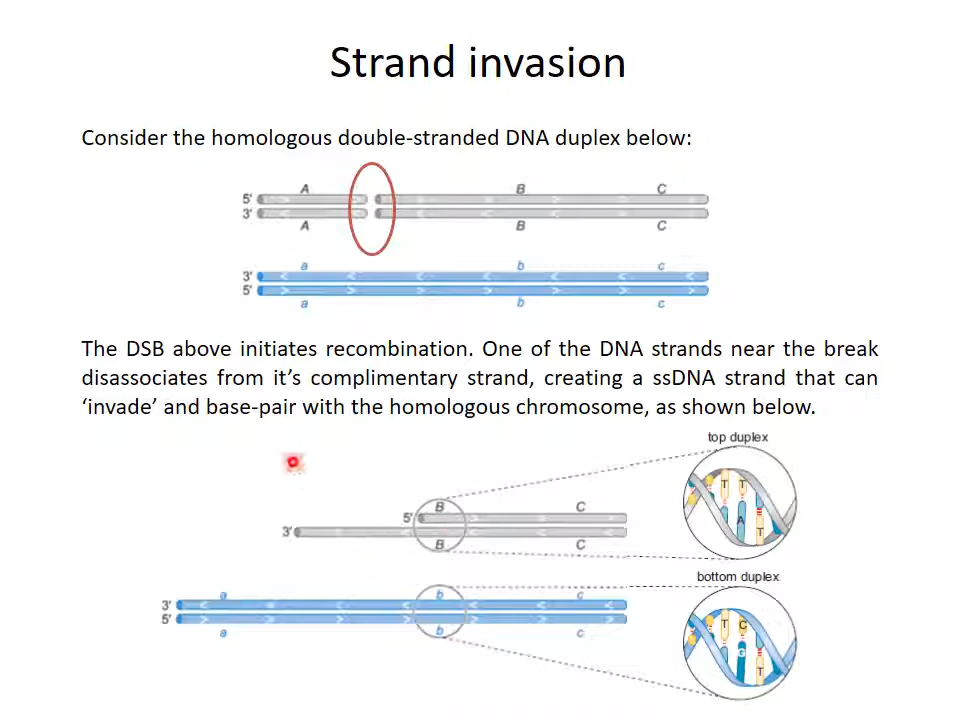 Strand invasion
Consider the homologous double-stranded DNA duplex below:
A B C
5'
3'
A B C
a b c
3'
5'
a b c
The DSB above initiates recombination. One of the DNA strands near the break
disassociates from it's complimentary strand, creating a ssDNA strand that can
‘invade’ and base-pair with the homologous chromosome, as shown below.
top duplex
B C
5'
3'
B C
T T
A
T
bottom duplex
a b c
3'
5'
a b c
T C
G
T